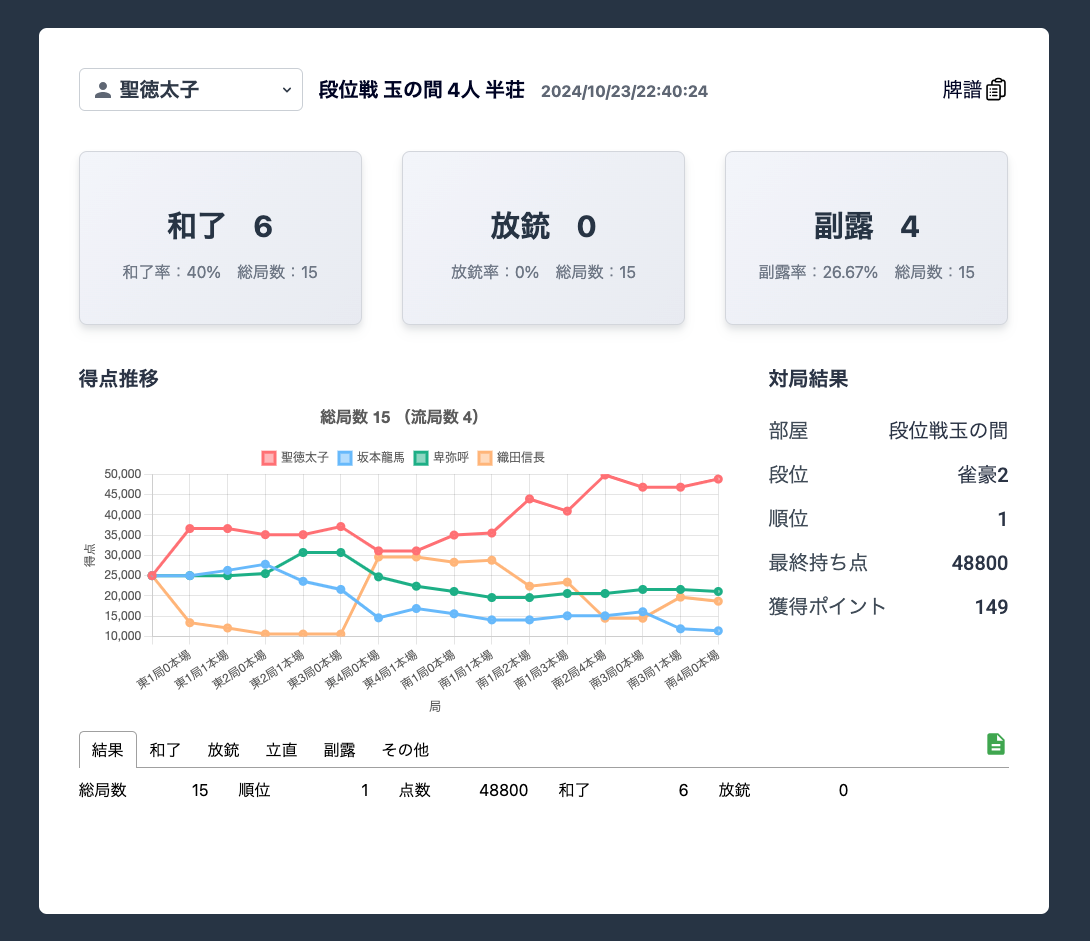 聖徳太子 段位戦 玉の間 4人 半荘 2024/10/23/22:40:24 牌譜
和了 6
和了率：40% 総局数：15
放銃 0
放銃率：0% 総局数：15
副露 4
副露率：26.67% 総局数：15
得点推移
総局数 15 （流局数 4）
聖徳太子 坂本龍馬 卑弥呼 織田信長
50,000
45,000
40,000
35,000
30,000
25,000
20,000
15,000
10,000
得点
東1局0本場 東1局1本場 東2局0本場 東2局1本場 東3局0本場 東4局0本場 東4局1本場 南1局0本場 南1局1本場 南1局2本場 南1局3本場 南2局4本場 南3局0本場 南3局1本場 南4局0本場
局
対局結果
部屋 段位戦玉の間
段位 雀豪2
順位 1
最終持ち点 48800
獲得ポイント 149
結果 和了 放銃 立直 副露 その他
総局数 15 順位 1 点数 48800 和了 6 放銃 0